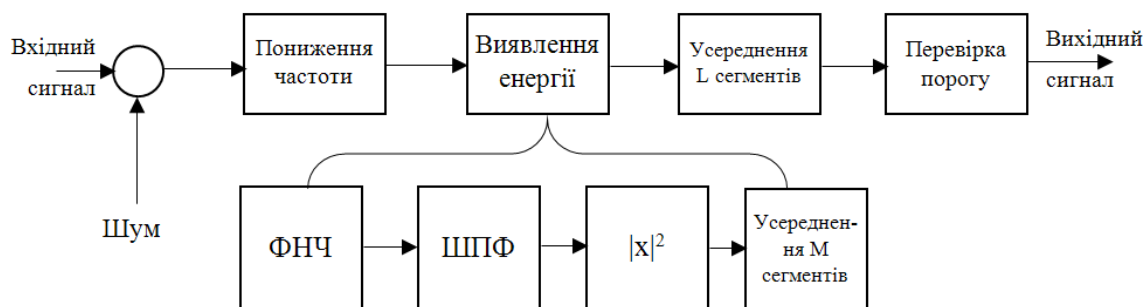 Вхідний
сигнал
Пониження
частоти
Виявлення
енергії
Усереднення
L сегментів
Перевірка
порогу
Вихідний
сигнал
Шум
ФНЧ
ШПФ
|x|²
Усереднен-
ня M
сегментів